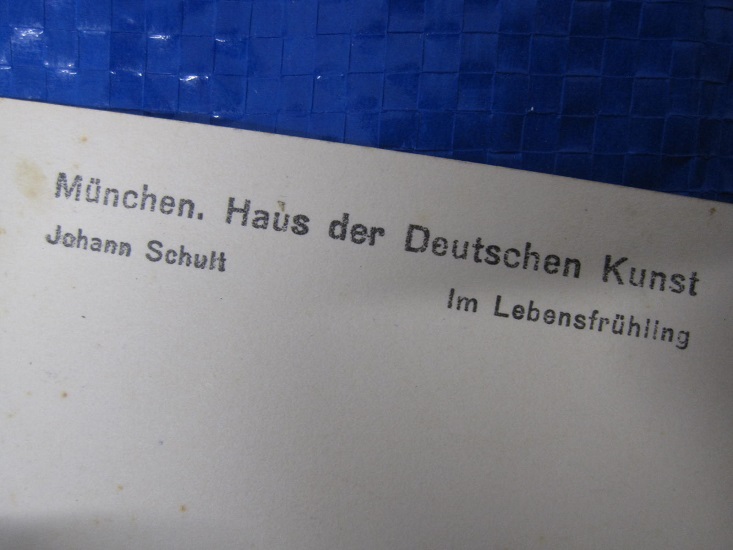 München. Haus der Deutschen Kunst
Johann Schult
Im Lebensfrühling